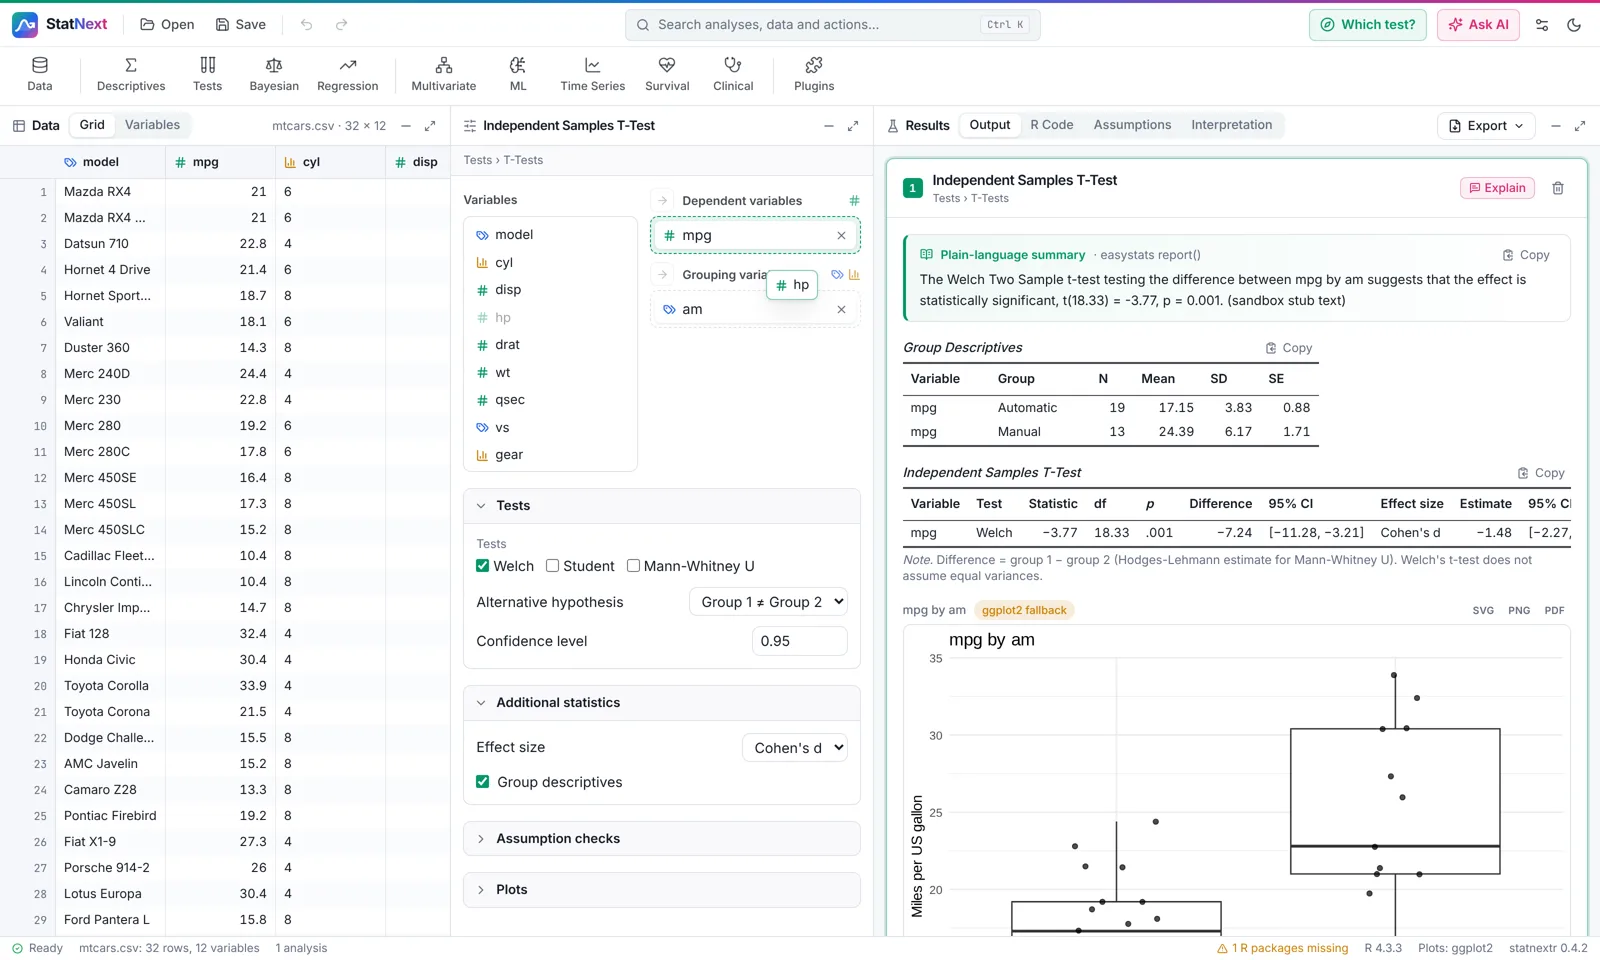 StatNext
Open
Save
Search analyses, data and actions...
Ctrl K
Which test?
Ask AI
Data
Descriptives
Tests
Bayesian
Regression
Multivariate
ML
Time Series
Survival
Clinical
Plugins
Data
Grid
Variables
mtcars.csv · 32 × 12
model mpg cyl disp
1 Mazda RX4 21 6
2 Mazda RX4 ... 21 6
3 Datsun 710 22.8 4
4 Hornet 4 Drive 21.4 6
5 Hornet Sport... 18.7 8
6 Valiant 18.1 6
7 Duster 360 14.3 8
8 Merc 240D 24.4 4
9 Merc 230 22.8 4
10 Merc 280 19.2 6
11 Merc 280C 17.8 6
12 Merc 450SE 16.4 8
13 Merc 450SL 17.3 8
14 Merc 450SLC 15.2 8
15 Cadillac Fleet... 10.4 8
16 Lincoln Conti... 10.4 8
17 Chrysler Imp... 14.7 8
18 Fiat 128 32.4 4
19 Honda Civic 30.4 4
20 Toyota Corolla 33.9 4
21 Toyota Corona 21.5 4
22 Dodge Challe... 15.5 8
23 AMC Javelin 15.2 8
24 Camaro Z28 13.3 8
25 Pontiac Firebird 19.2 8
26 Fiat X1-9 27.3 4
27 Porsche 914-2 26 4
28 Lotus Europa 30.4 4
29 Ford Pantera L 15.8 8
Independent Samples T-Test
Tests › T-Tests
Variables
model
cyl
disp
hp
drat
wt
qsec
vs
gear
Dependent variables
mpg
Grouping varia
hp
am
Tests
Tests
Welch Student Mann-Whitney U
Alternative hypothesis Group 1 ≠ Group 2
Confidence level 0.95
Additional statistics
Effect size Cohen's d
Group descriptives
Assumption checks
Plots
Results
Output
R Code
Assumptions
Interpretation
Export
1
Independent Samples T-Test
Tests › T-Tests
Explain
Plain-language summary · easystats report()
Copy
The Welch Two Sample t-test testing the difference between mpg by am suggests that the effect is
statistically significant, t(18.33) = -3.77, p = 0.001. (sandbox stub text)
Group Descriptives
Copy
Variable Group N Mean SD SE
mpg Automatic 19 17.15 3.83 0.88
mpg Manual 13 24.39 6.17 1.71
Independent Samples T-Test
Copy
Variable Test Statistic df p Difference 95% CI Effect size Estimate 95% CI
mpg Welch −3.77 18.33 .001 −7.24 [−11.28, −3.21] Cohen's d −1.48 [−2.27,
Note. Difference = group 1 − group 2 (Hodges-Lehmann estimate for Mann-Whitney U). Welch's t-test does not
assume equal variances.
mpg by am
ggplot2 fallback
SVG PNG PDF
mpg by am
35
30
25
20
Miles per US gallon
Ready
mtcars.csv: 32 rows, 12 variables
1 analysis
1 R packages missing
R 4.3.3
Plots: ggplot2
statnextr 0.4.2